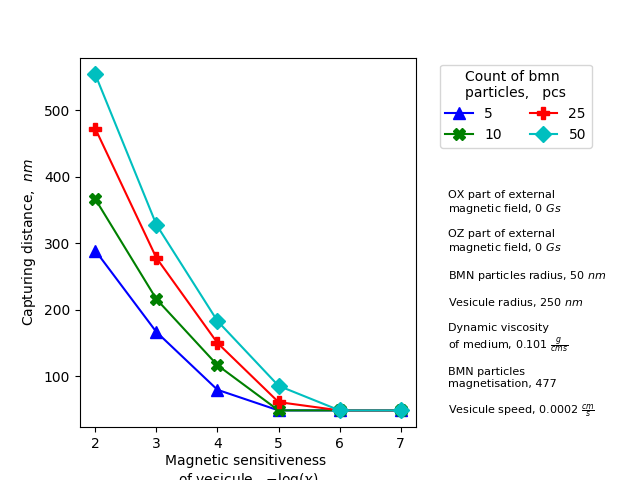 Count of bmn
particles, pcs
5 25
10 50
500
400
300
200
100
Capturing distance, nm
2 3 4 5 6 7
Magnetic sensitiveness
of vesicule, −log(χ)
OX part of external
magnetic field, 0 Gs
OZ part of external
magnetic field, 0 Gs
BMN particles radius, 50 nm
Vesicule radius, 250 nm
Dynamic viscosity
of medium, 0.101 g/cms
BMN particles
magnetisation, 477
Vesicule speed, 0.0002 cm/s